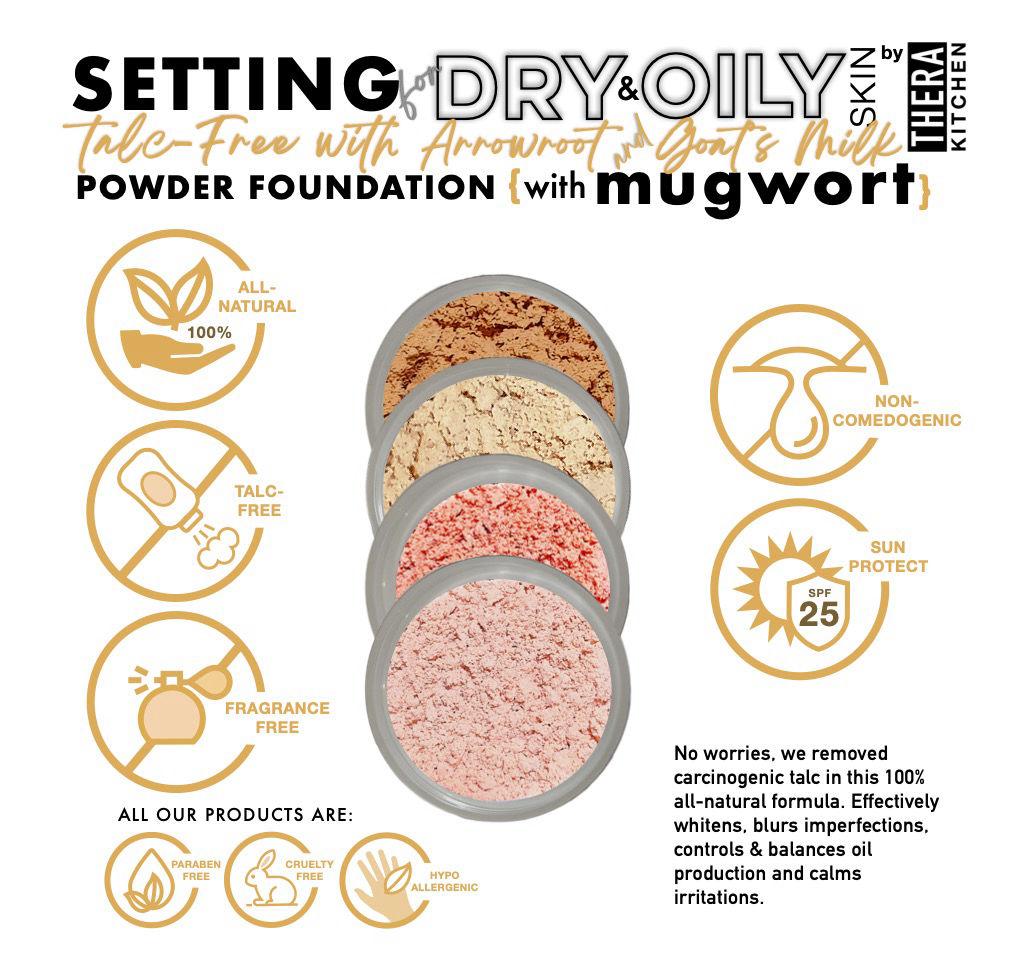 SETTING for DRY & OILY SKIN by THERA KITCHEN
Talc-Free with Arrowroot and Goat's Milk
POWDER FOUNDATION {with mugwort}
ALL-
NATURAL
100%
TALC-
FREE
FRAGRANCE
FREE
NON-
COMEDOGENIC
SUN
PROTECT
SPF
25
No worries, we removed
carcinogenic talc in this 100%
all-natural formula. Effectively
whitens, blurs imperfections,
controls & balances oil
production and calms
irritations.
ALL OUR PRODUCTS ARE:
PARABEN
FREE
CRUELTY
FREE
HYPO
ALLERGENIC